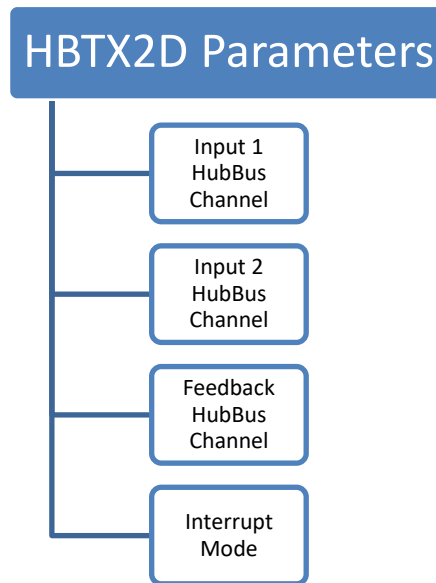 HBTX2D Parameters
Input 1
HubBus
Channel
Input 2
HubBus
Channel
Feedback
HubBus
Channel
Interrupt
Mode